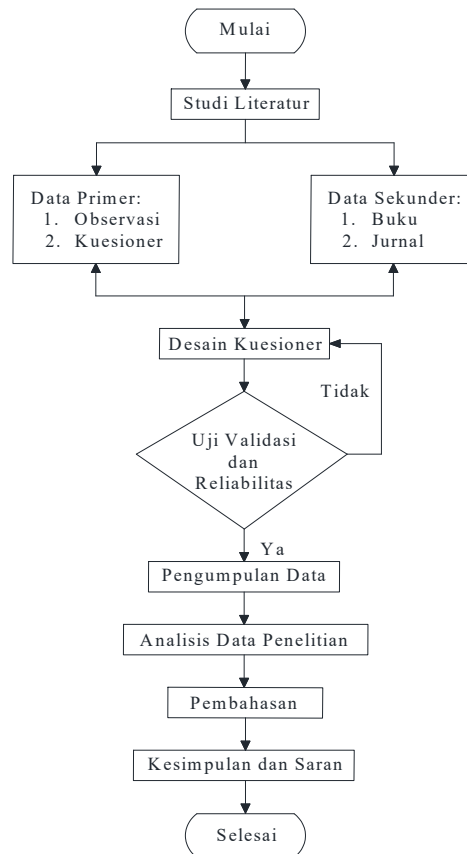 Mulai
Studi Literatur
Data Primer:
1. Observasi
2. Kuesioner
Data Sekunder:
1. Buku
2. Jurnal
Desain Kuesioner
Tidak
Uji Validasi
dan
Reliabilitas
Ya
Pengumpulan Data
Analisis Data Penelitian
Pembahasan
Kesimpulan dan Saran
Selesai